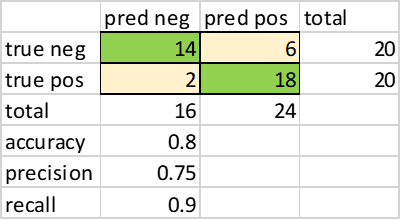 pred neg pred pos total
true neg 14 6 20
true pos 2 18 20
total 16 24
accuracy 0.8
precision 0.75
recall 0.9